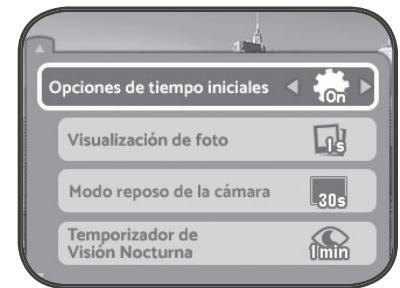 Opciones de tiempo iniciales On
Visualización de foto 1s
Modo reposo de la cámara 30s
Temporizador de
Visión Nocturna 1min